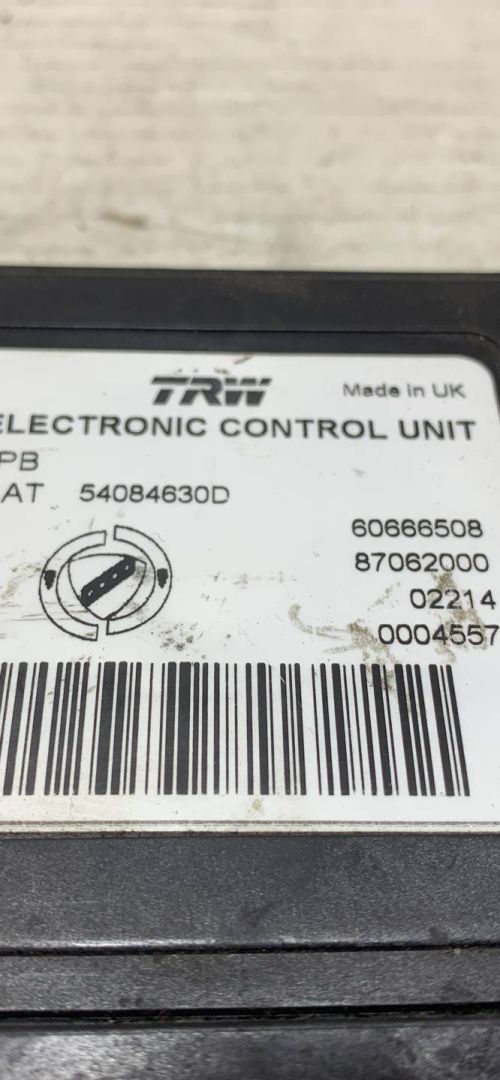 TRW
Made in UK
ELECTRONIC CONTROL UNIT
PB
AT 54084630D
60666508
87062000
02214
0004557